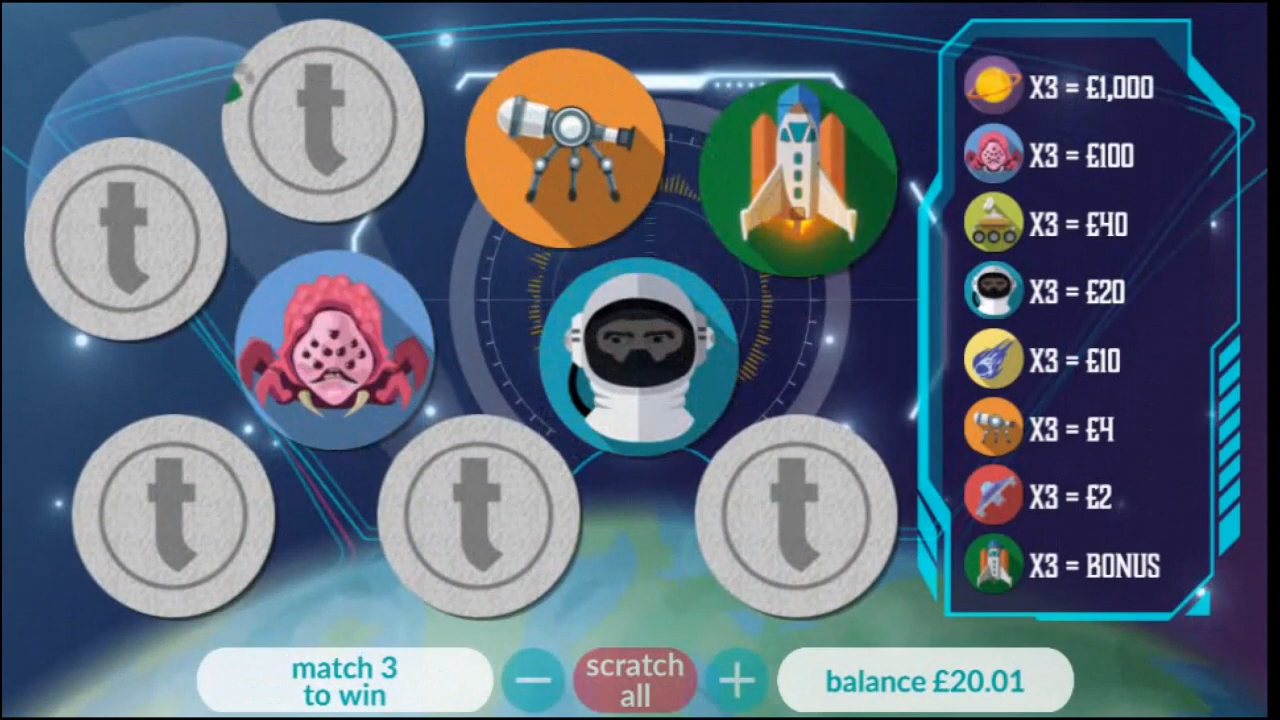 t
t
t
t
t
X3 = £1,000
X3 = £100
X3 = £40
X3 = £20
X3 = £10
X3 = £4
X3 = £2
X3 = BONUS
match 3
to win
scratch
all
balance £20.01